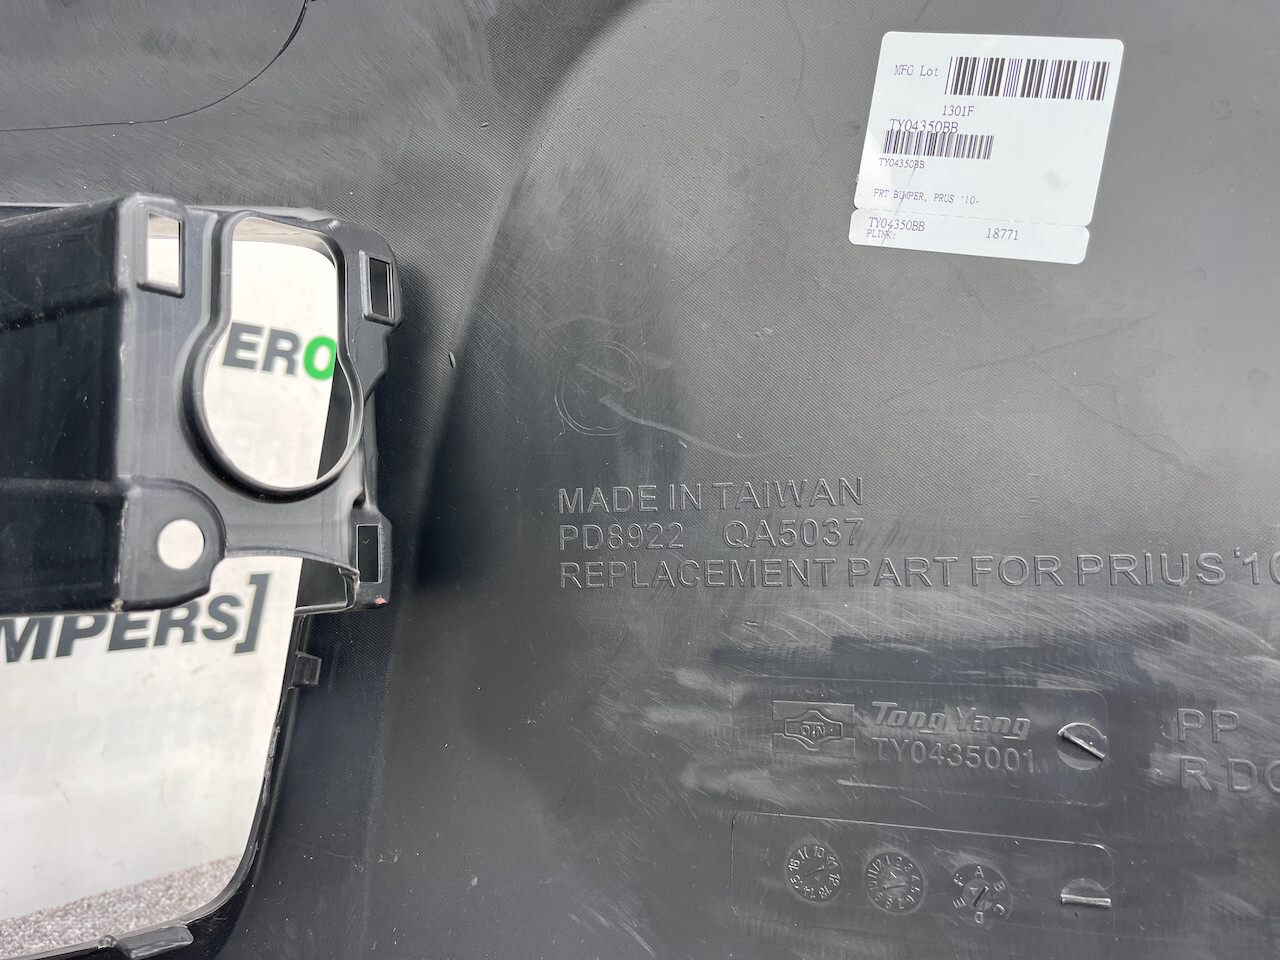 MFG Lot
1301F
TY04350BB
TY04350BB
FRT BUMPER, PRUS '10-
TY04350BB
PLINK:
18771
ERO
MPERS]
MADE IN TAIWAN
PD8922 QA5037
REPLACEMENT PART FOR PRIUS '10
Tong Yang
TY0435001
PP
R DO